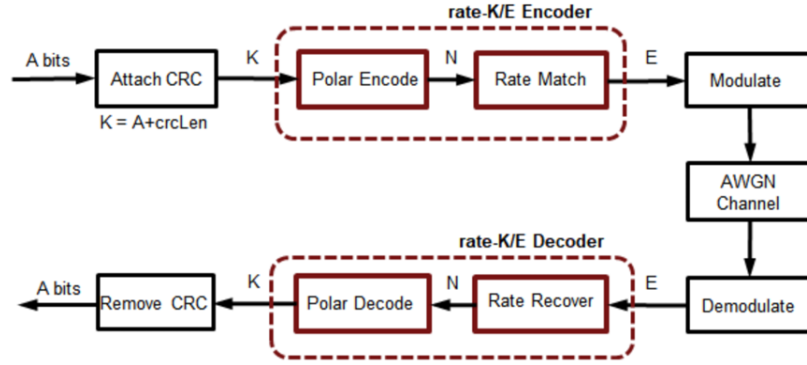 rate-K/E Encoder
A bits
Attach CRC
K
Polar Encode
N
Rate Match
E
Modulate
K = A+crcLen
AWGN
Channel
rate-K/E Decoder
A bits
Remove CRC
K
Polar Decode
N
Rate Recover
E
Demodulate